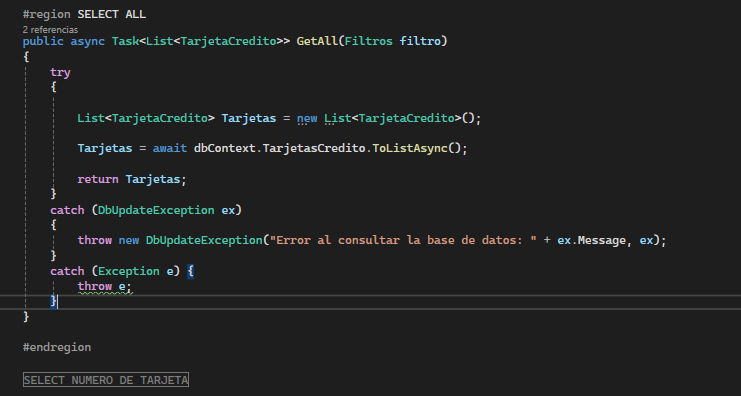 #region SELECT ALL
2 referencias
public async Task<List<TarjetaCredito>> GetAll(Filtros filtro)
{
try
{
List<TarjetaCredito> Tarjetas = new List<TarjetaCredito>();
Tarjetas = await dbContext.TarjetasCredito.ToListAsync();
return Tarjetas;
}
catch (DbUpdateException ex)
{
throw new DbUpdateException("Error al consultar la base de datos: " + ex.Message, ex);
}
catch (Exception e) {
throw e;
}
}
#endregion
SELECT NUMERO DE TARJETA